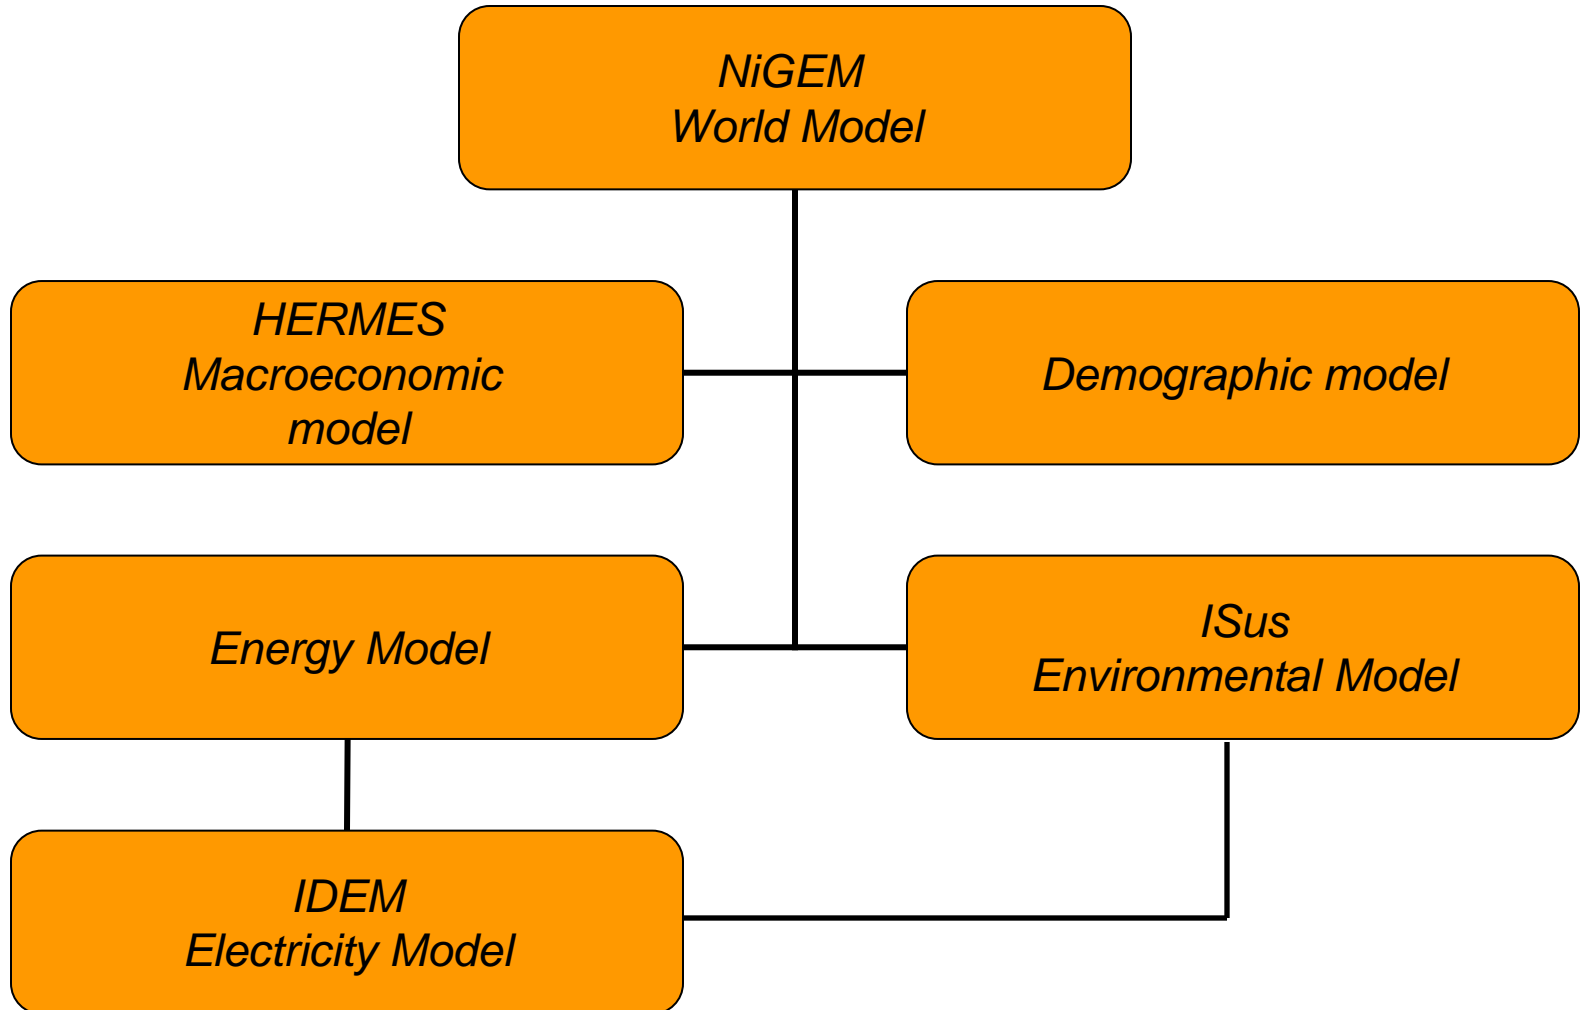 NiGEM
World Model
HERMES
Macroeconomic
model
Demographic model
Energy Model
ISus
Environmental Model
IDEM
Electricity Model